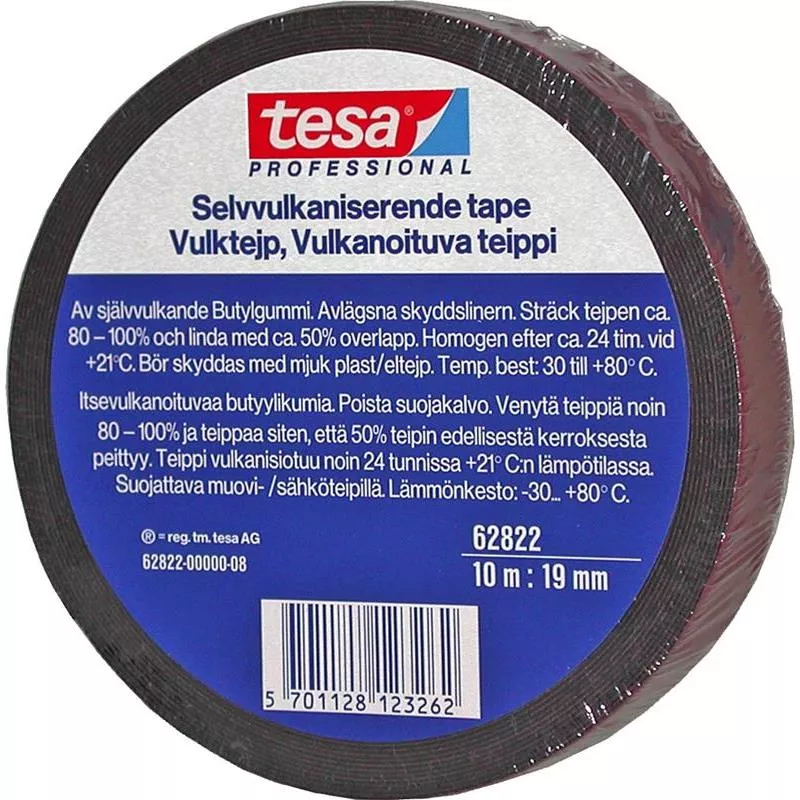 tesa®
PROFESSIONAL
Selvvulkaniserende tape
Vulktejp, Vulkanoituva teippi
Av självvulkande Butylgummi. Avlägsna skyddslinern. Sträck tejpen ca.
80 – 100% och linda med ca. 50% overlapp. Homogen efter ca. 24 tim. vid
+21°C. Bör skyddas med mjuk plast/eltejp. Temp. best: 30 till +80° C.
Itsevulkanoituvaa butyylikumia. Poista suojakalvo. Venytä teippiä noin
80 – 100% ja teippaa siten, että 50% teipin edellisestä kerroksesta
peittyy. Teippi vulkanisiotuu noin 24 tunnissa +21° C:n lämpötilassa.
Suojattava muovi- /sähköteipillä. Lämmönkesto: -30... +80° C.
® = reg. tm. tesa AG
62822-00000-08
62822
10 m : 19 mm
5 701128 123262